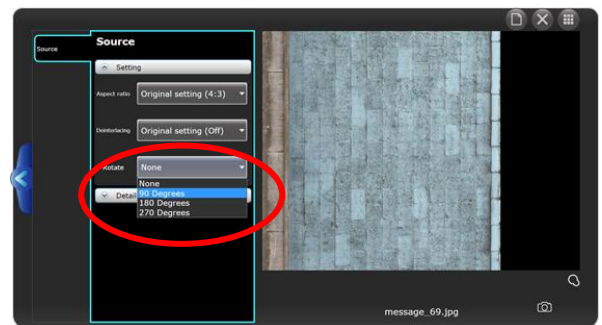 Source
Source
Setting
Aspect ratio Original setting (4:3)
Deinterlacing Original setting (Off)
Rotate None
None
90 Degrees
Detai
180 Degrees
270 Degrees
message_69.jpg